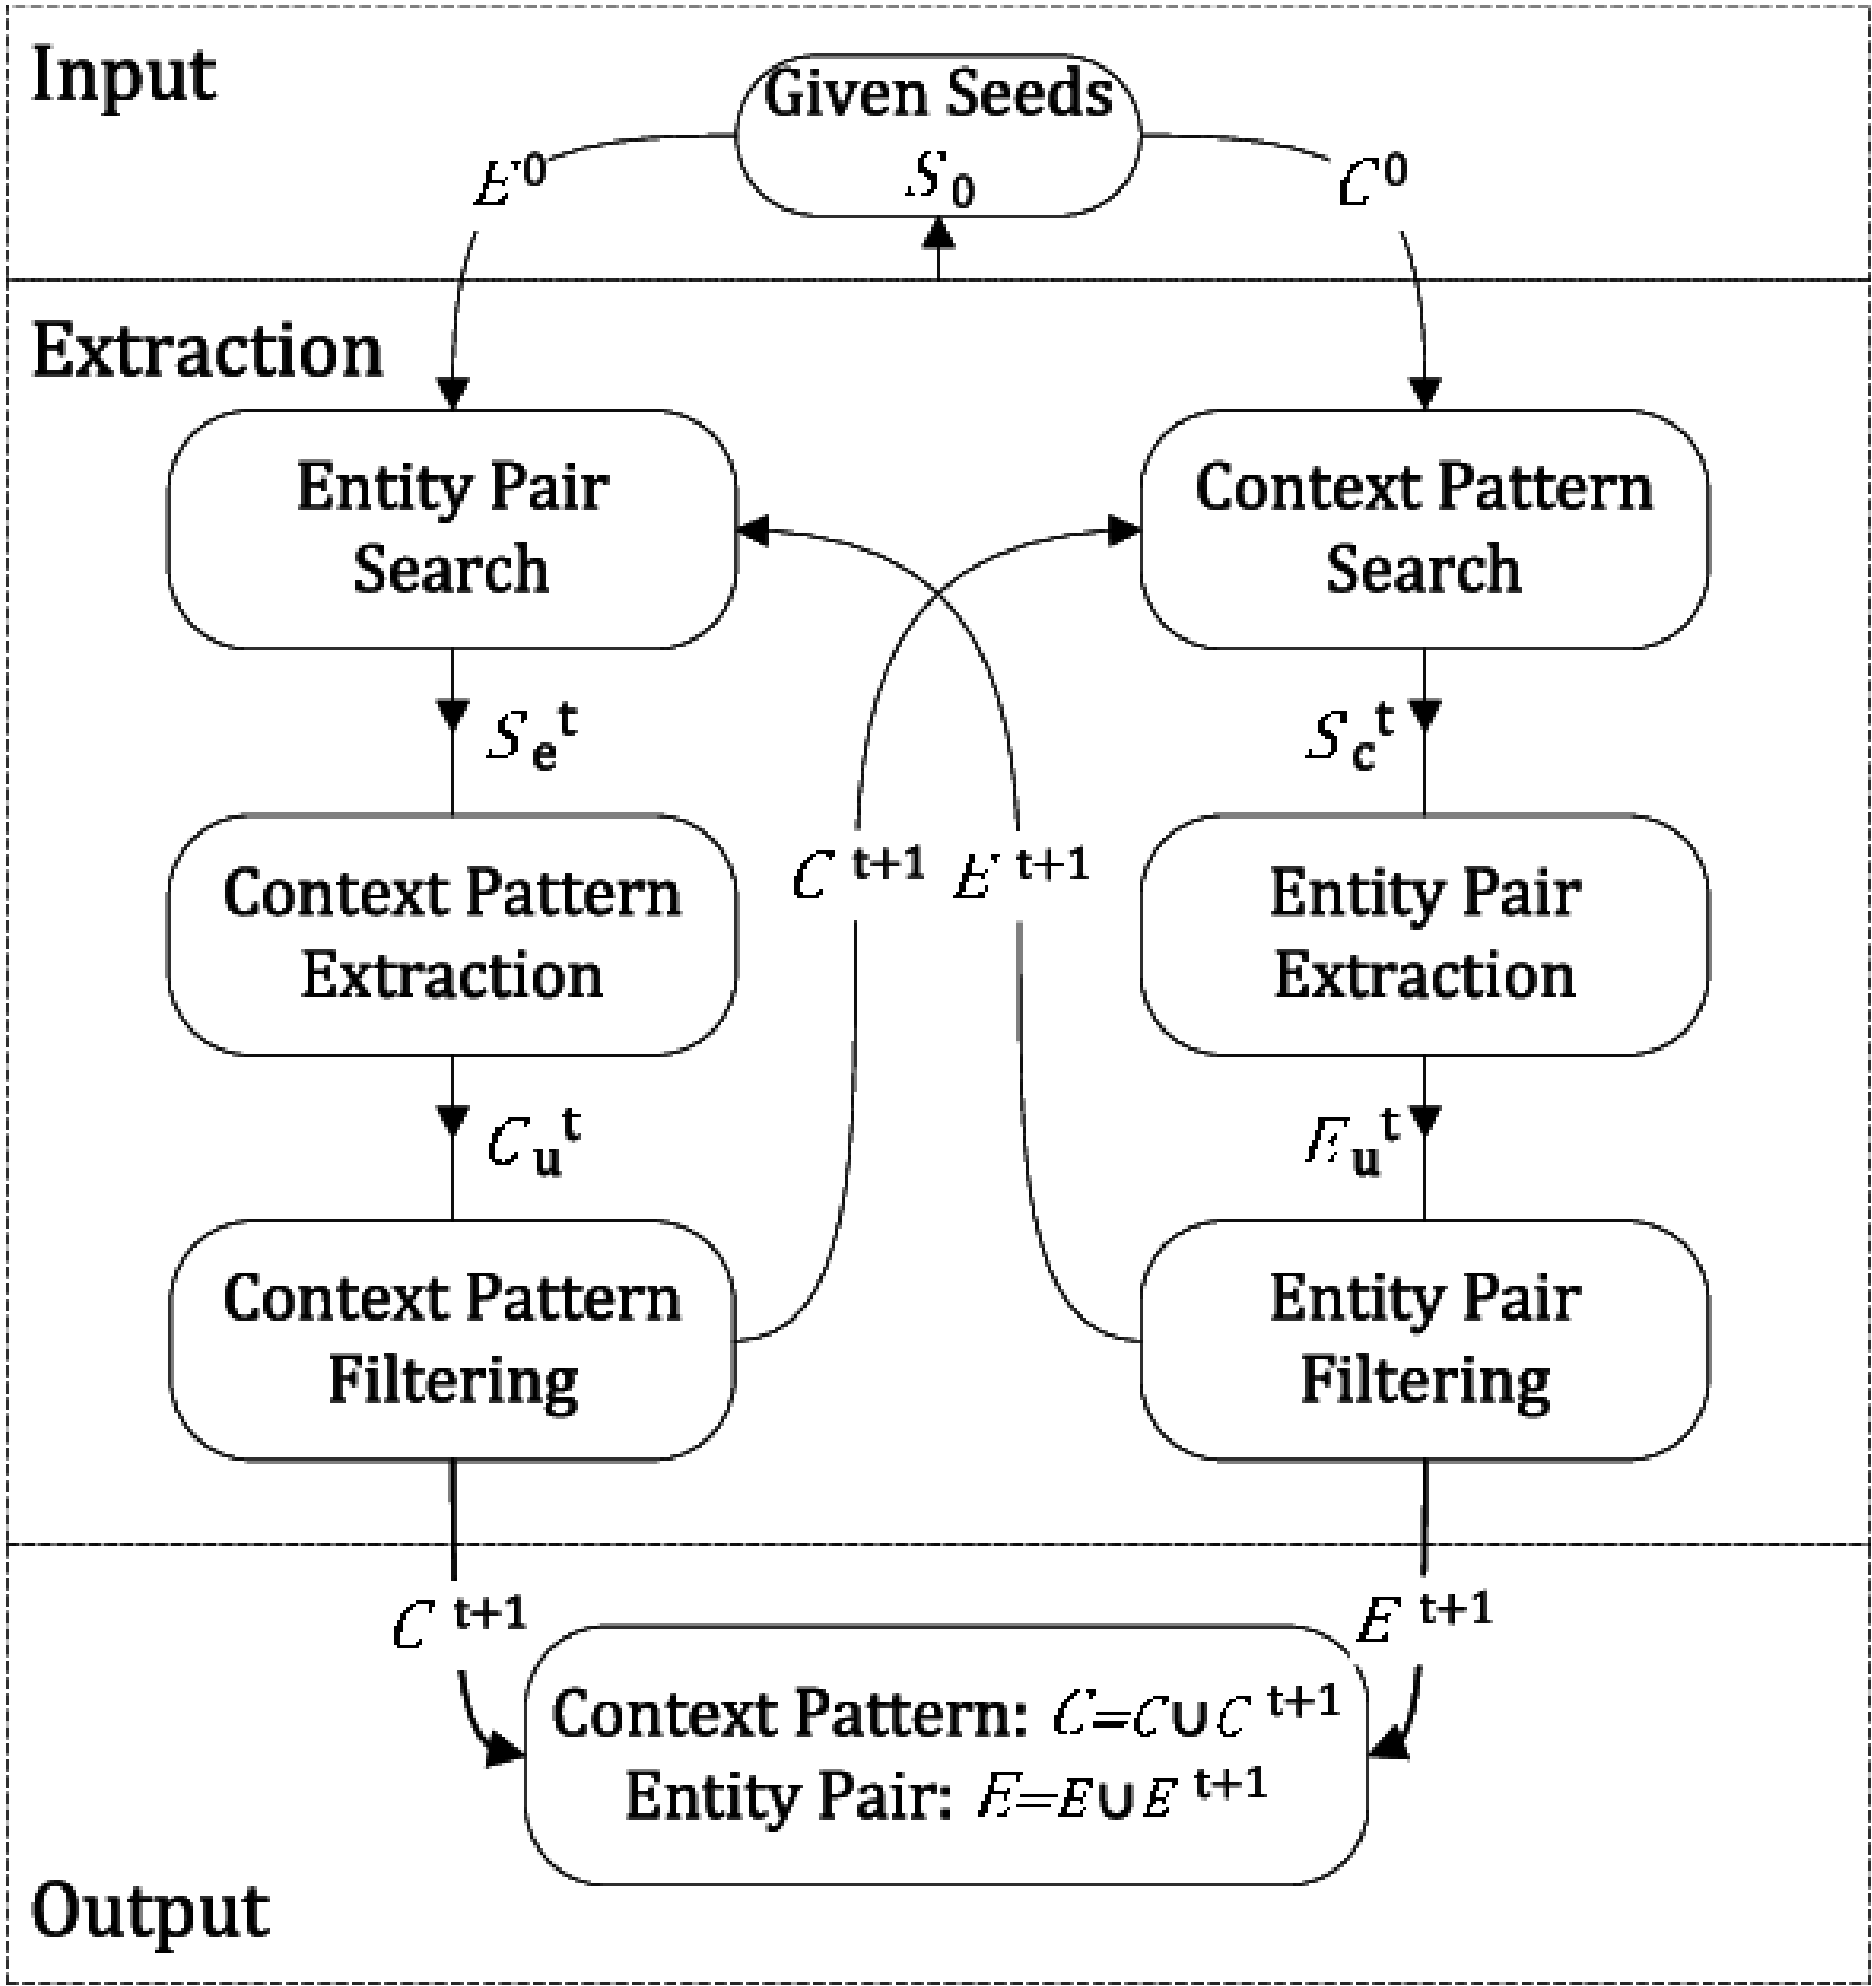 Input
Given Seeds
S₀
E⁰
C⁰
Extraction
Entity Pair
Search
Context Pattern
Search
Sₑᵗ
S_cᵗ
Context Pattern
Extraction
C ᵗ⁺¹
E ᵗ⁺¹
Entity Pair
Extraction
Cᵤᵗ
Eᵤᵗ
Context Pattern
Filtering
Entity Pair
Filtering
C ᵗ⁺¹
E ᵗ⁺¹
Context Pattern: C=C∪C ᵗ⁺¹
Entity Pair: E=E∪E ᵗ⁺¹
Output